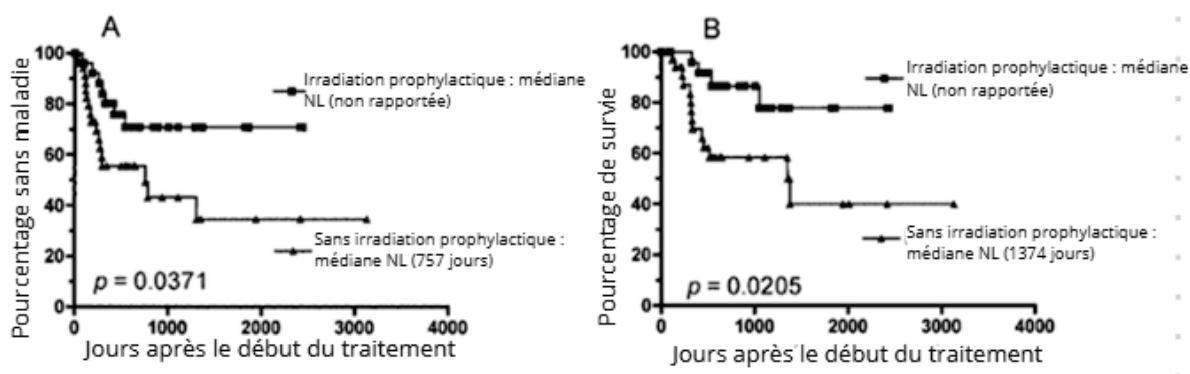 A
Pourcentage sans maladie
100
80
60
40
20
0
Irradiation prophylactique : médiane
NL (non rapportée)
Sans irradiation prophylactique :
médiane NL (757 jours)
p = 0.0371
0 1000 2000 3000 4000
Jours après le début du traitement
B
Pourcentage de survie
100
80
60
40
20
0
Irradiation prophylactique : médiane
NL (non rapportée)
Sans irradiation prophylactique :
médiane NL (1374 jours)
p = 0.0205
0 1000 2000 3000 4000
Jours après le début du traitement